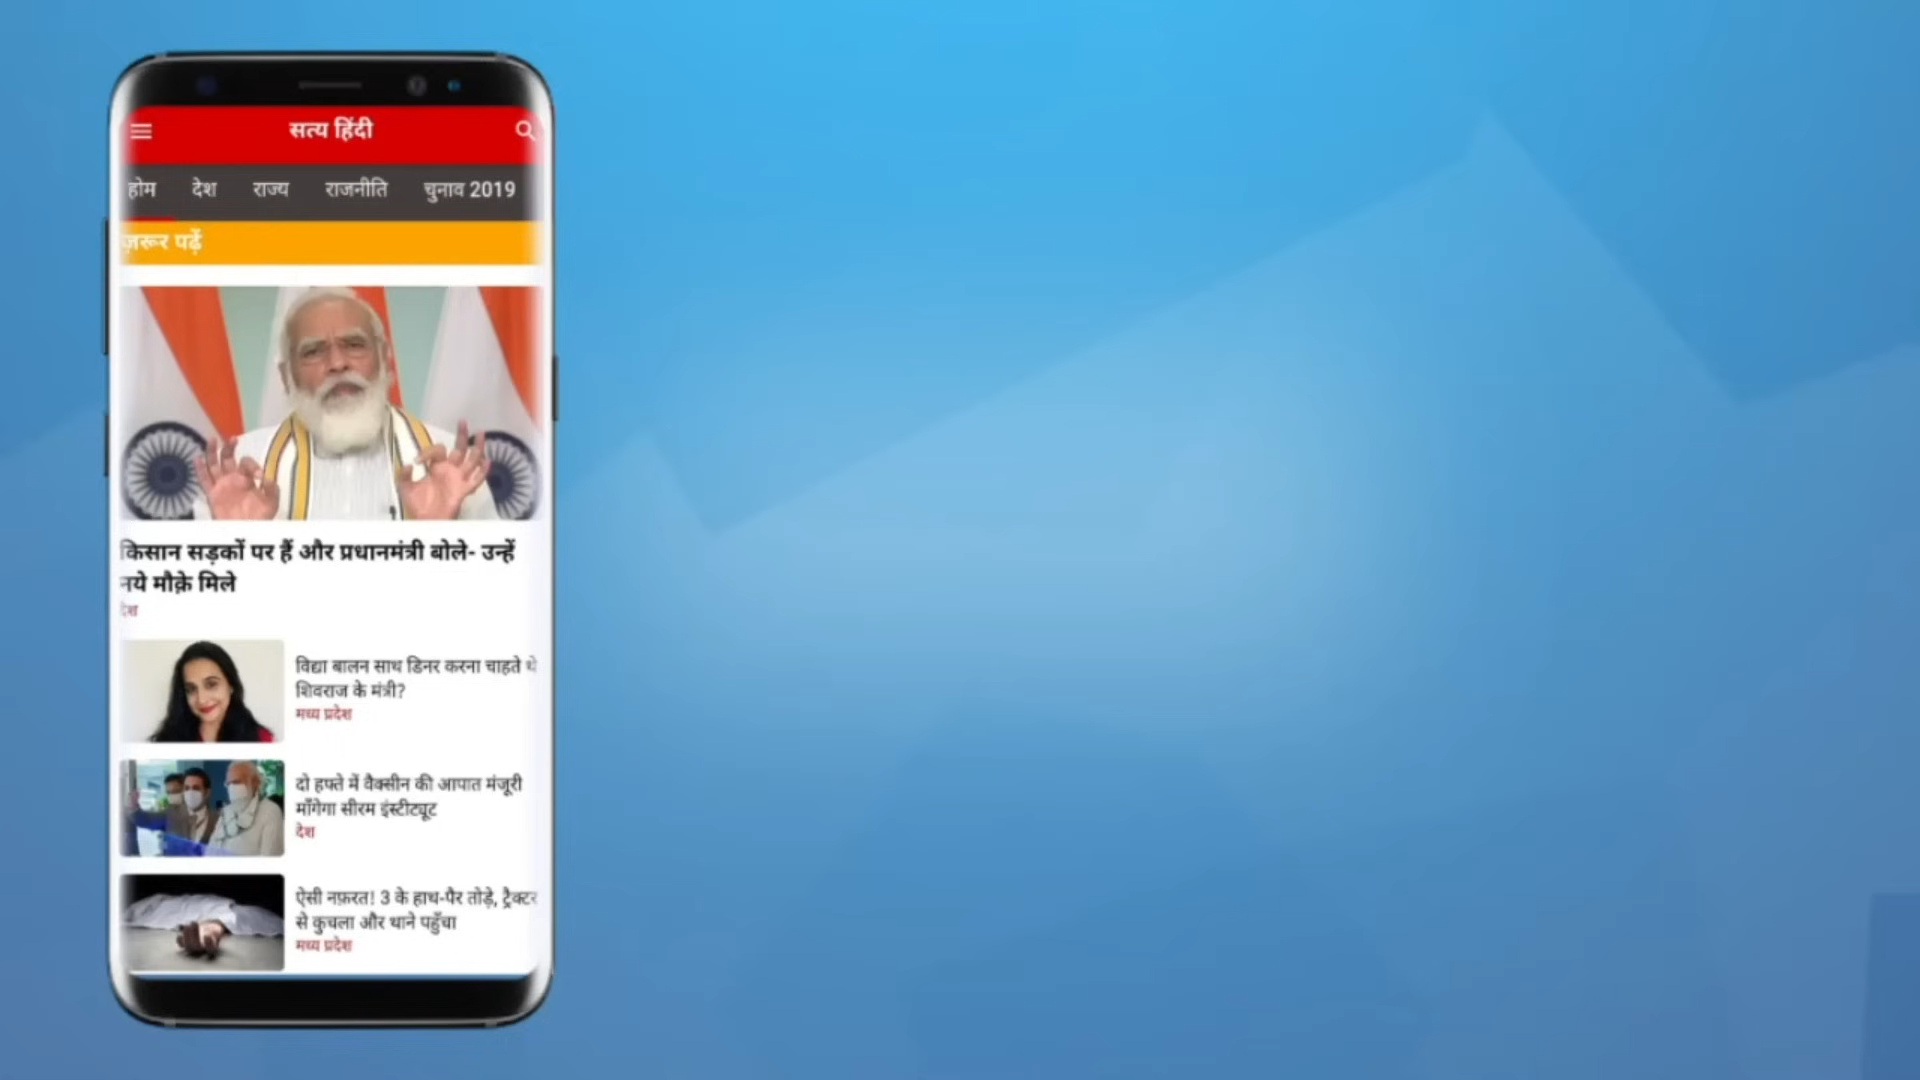 सत्य हिंदी
होम देश राज्य राजनीति चुनाव 2019
ज़रूर पढ़ें
किसान सड़कों पर हैं और प्रधानमंत्री बोले- उन्हें
नये मौक़े मिले
देश
विद्या बालन साथ डिनर करना चाहते थे
शिवराज के मंत्री?
मध्य प्रदेश
दो हफ्ते में वैक्सीन की आपात मंजूरी
माँगेगा सीरम इंस्टीट्यूट
देश
ऐसी नफ़रत! 3 के हाथ-पैर तोड़े, ट्रैक्टर
से कुचला और थाने पहुँचा
मध्य प्रदेश